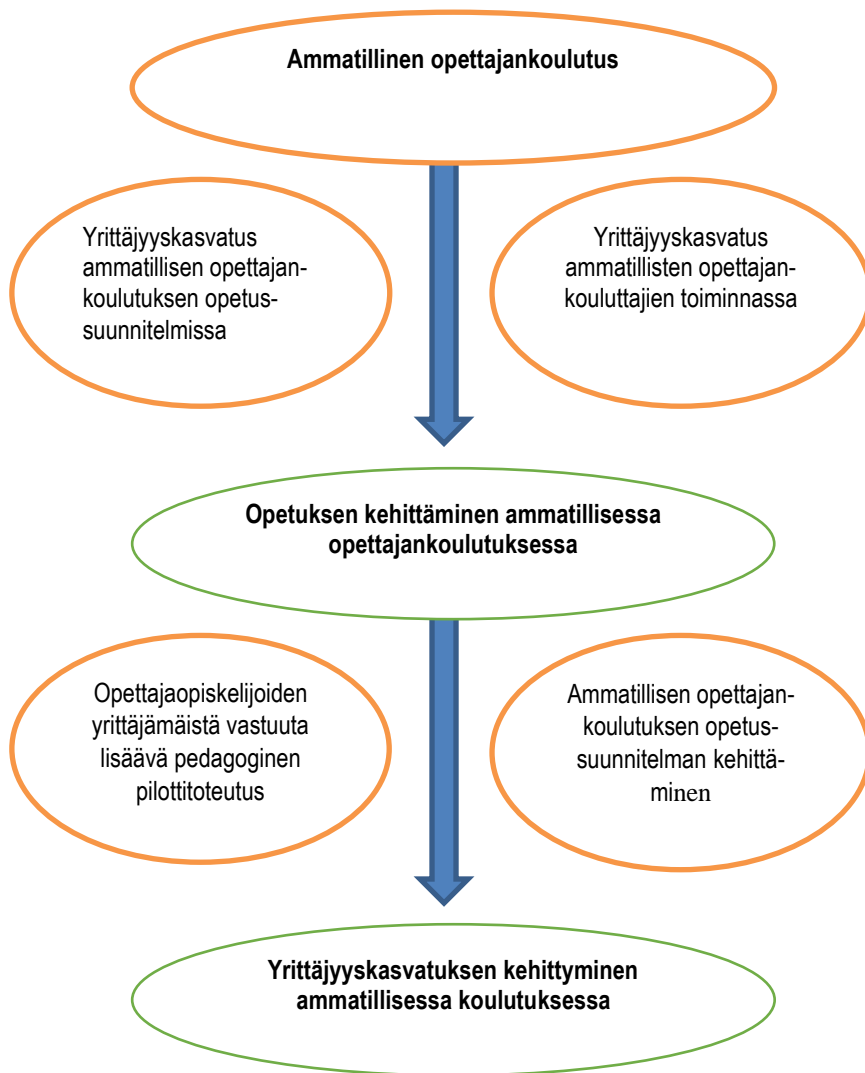 Ammatillinen opettajankoulutus
Yrittäjyyskasvatus
ammatillisen opettajan-
koulutuksen opetus-
suunnitelmissa
Yrittäjyyskasvatus
ammatillisten opettajan-
kouluttajien toiminnassa
Opetuksen kehittäminen ammatillisessa
opettajankoulutuksessa
Opettajaopiskelijoiden
yrittäjämäistä vastuuta
lisäävä pedagoginen
pilottitoteutus
Ammatillisen opettajan-
koulutuksen opetus-
suunnitelman kehittä-
minen
Yrittäjyyskasvatuksen kehittyminen
ammatillisessa koulutuksessa